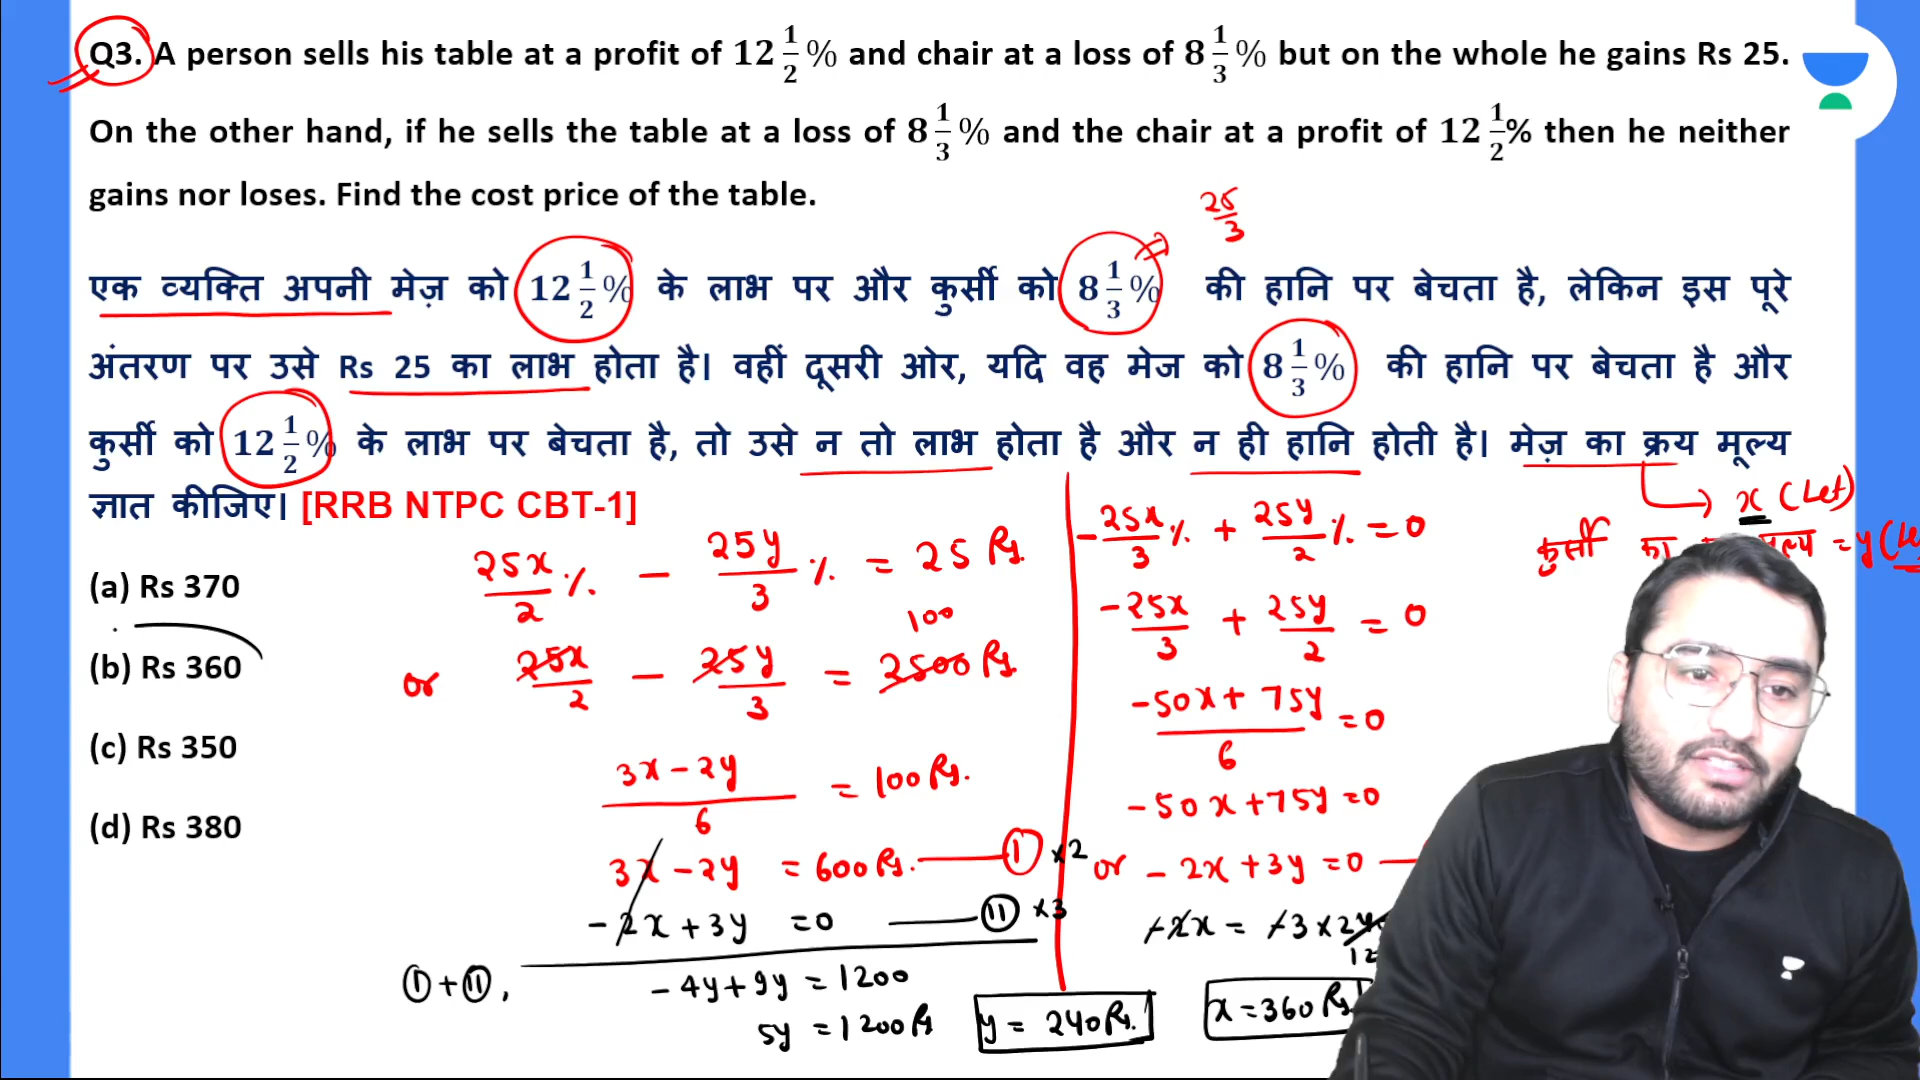 Q3. A person sells his table at a profit of 12 1/2 % and chair at a loss of 8 1/3 % but on the whole he gains Rs 25.
On the other hand, if he sells the table at a loss of 8 1/3 % and the chair at a profit of 12 1/2% then he neither
gains nor loses. Find the cost price of the table.
25/3
एक व्यक्ति अपनी मेज़ को 12 1/2 % के लाभ पर और कुर्सी को 8 1/3 % की हानि पर बेचता है, लेकिन इस पूरे
अंतरण पर उसे Rs 25 का लाभ होता है। वहीं दूसरी ओर, यदि वह मेज को 8 1/3 % की हानि पर बेचता है और
कुर्सी को 12 1/2 % के लाभ पर बेचता है, तो उसे न तो लाभ होता है और न ही हानि होती है। मेज़ का क्रय मूल्य
ज्ञात कीजिए। [RRB NTPC CBT-1]
x (Let)
कुर्सी का मूल्य = y (Le
(a) Rs 370
(b) Rs 360
(c) Rs 350
(d) Rs 380
25x/2 % - 25y/3 % = 25 Rs.
100
or 25x/2 - 25y/3 = 2500 Rs.
(3x - 2y)/6 = 100 Rs.
3x - 2y = 600 Rs. — I ×2
-2x + 3y = 0 — II ×3
I + II, -4y + 9y = 1200
5y = 1200 Rs
y = 240 Rs.
-25x/3 % + 25y/2 % = 0
-25x/3 + 25y/2 = 0
(-50x + 75y)/6 = 0
-50x + 75y = 0
or -2x + 3y = 0 —
-2x = -3 × 24
12
x = 360 Rs